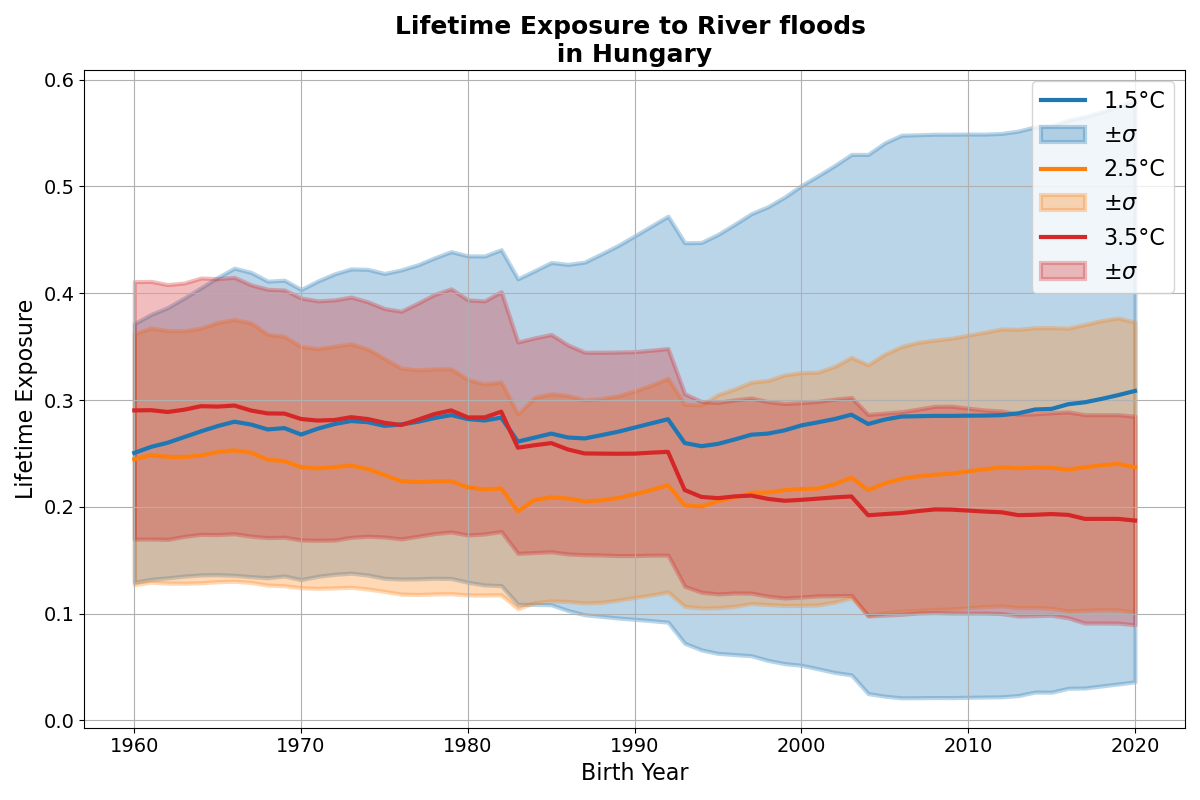 Lifetime Exposure to River floods
in Hungary
0.6
0.5
0.4
0.3
0.2
0.1
0.0
Lifetime Exposure
1.5°C
±σ
2.5°C
±σ
3.5°C
±σ
1960
1970
1980
1990
2000
2010
2020
Birth Year